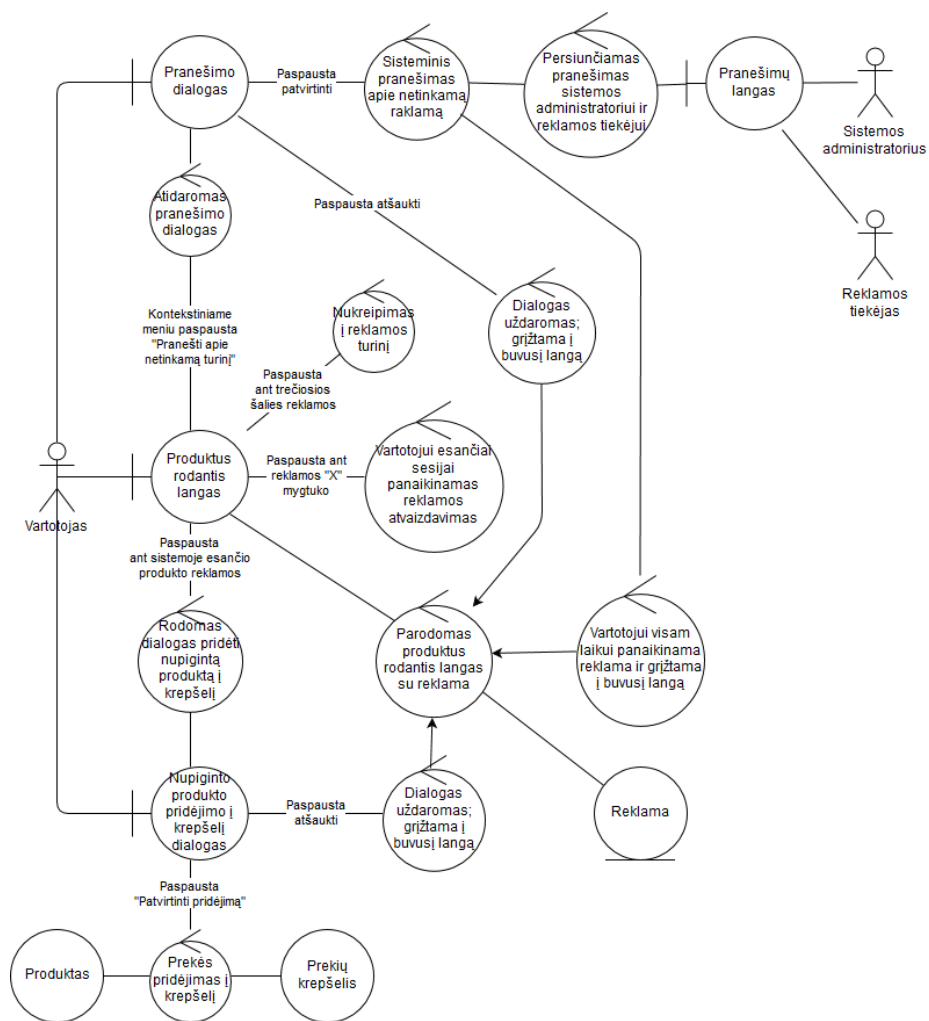 Pranešimo
dialogas
Paspausta
patvirtinti
Sisteminis
pranešimas
apie netinkamą
raklamą
Persiunčiamas
pranešimas
sistemos
administratoriui ir
reklamos tiekėjui
Pranešimų
langas
Sistemos
administratorius
Atidaromas
pranešimo
dialogas
Paspausta atšaukti
Reklamos
tiekėjas
Kontekstiniame
meniu paspausta
"Pranešti apie
netinkamą turinį"
Nukreipimas
į reklamos
turinį
Dialogas
uždaromas;
grįžtama į
buvusį langą
Paspausta
ant trečiosios
šalies reklamos
Vartotojas
Produktus
rodantis
langas
Paspausta ant
reklamos "X"
mygtuko
Vartotojui esančiai
sesijai
panaikinamas
reklamos
atvaizdavimas
Paspausta
ant sistemoje esančio
produkto reklamos
Rodomas
dialogas pridėti
nupigintą
produktą į
krepšelį
Parodomas
produktus
rodantis langas
su reklama
Vartotojui visam
laikui panaikinama
reklama ir grįžtama
į buvusį langą
Nupiginto
produkto
pridėjimo į
krepšelį
dialogas
Paspausta
atšaukti
Dialogas
uždaromas;
grįžtama į
buvusį langą
Reklama
Paspausta
"Patvirtinti pridėjimą"
Produktas
Prekės
pridėjimas į
krepšelį
Prekių
krepšelis